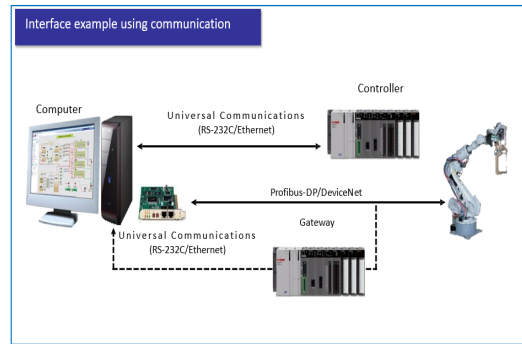 Interface example using communication
Controller
Computer
Universal Communications
(RS-232C/Ethernet)
Profibus-DP/DeviceNet
Gateway
Universal Communications
(RS-232C/Ethernet)